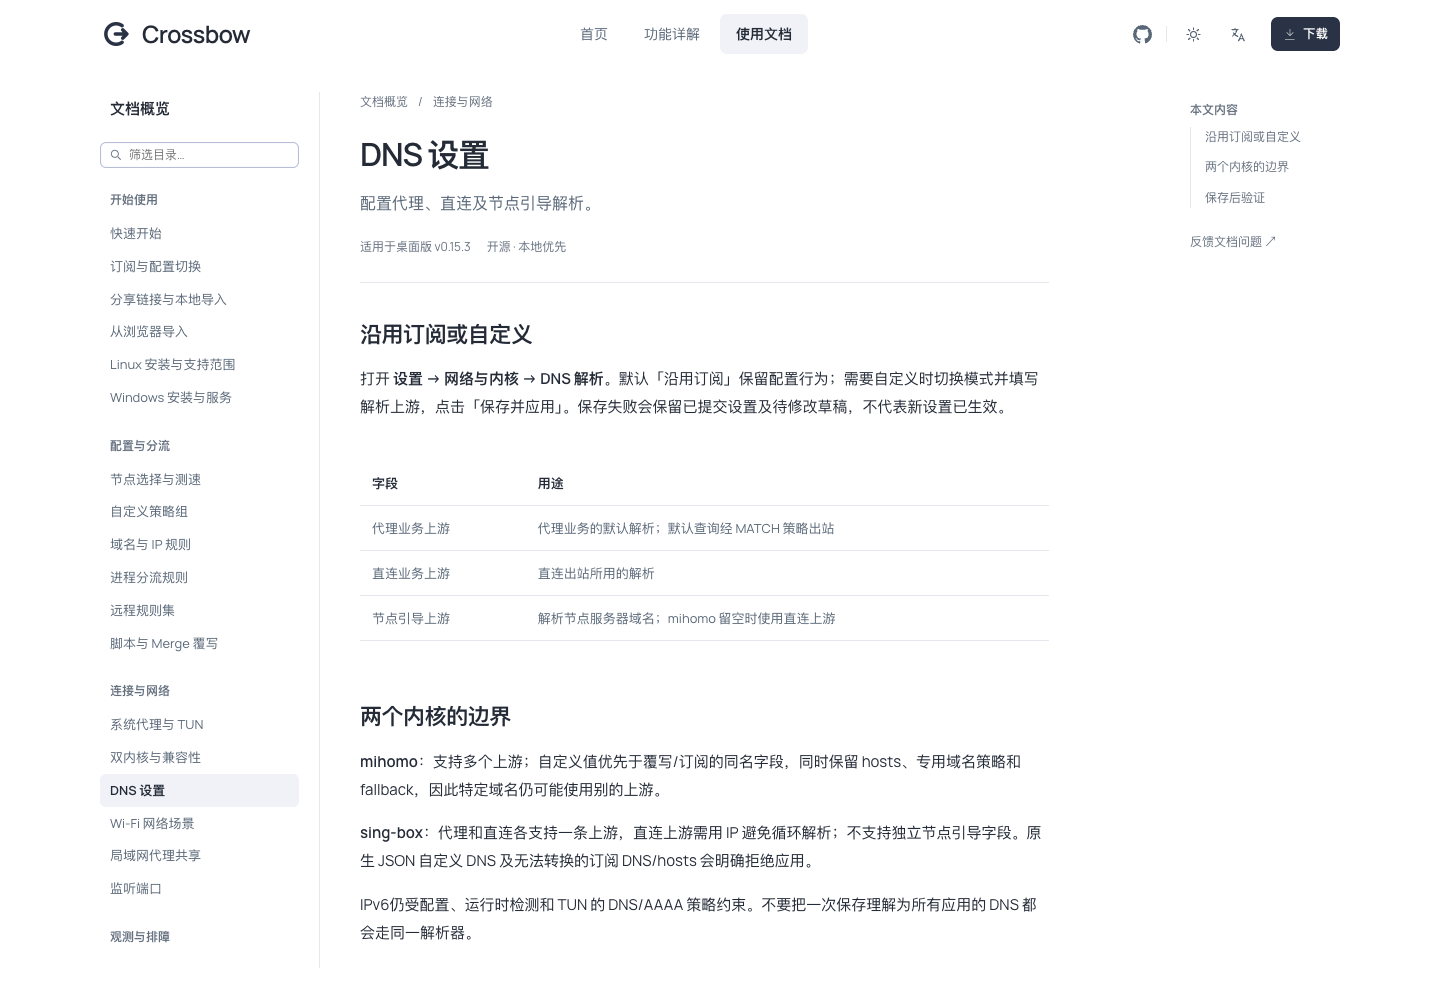 Crossbow
首页
功能详解
使用文档
下载
文档概览
筛选目录...
开始使用
快速开始
订阅与配置切换
分享链接与本地导入
从浏览器导入
Linux 安装与支持范围
Windows 安装与服务
配置与分流
节点选择与测速
自定义策略组
域名与 IP 规则
进程分流规则
远程规则集
脚本与 Merge 覆写
连接与网络
系统代理与 TUN
双内核与兼容性
DNS 设置
Wi-Fi 网络场景
局域网代理共享
监听端口
观测与排障
文档概览 / 连接与网络
DNS 设置
配置代理、直连及节点引导解析。
适用于桌面版 v0.15.3 开源 · 本地优先
沿用订阅或自定义
打开 设置 → 网络与内核 → DNS 解析。默认「沿用订阅」保留配置行为；需要自定义时切换模式并填写
解析上游，点击「保存并应用」。保存失败会保留已提交设置及待修改草稿，不代表新设置已生效。
字段 用途
代理业务上游 代理业务的默认解析；默认查询经 MATCH 策略出站
直连业务上游 直连出站所用的解析
节点引导上游 解析节点服务器域名；mihomo 留空时使用直连上游
两个内核的边界
mihomo：支持多个上游；自定义值优先于覆写/订阅的同名字段，同时保留 hosts、专用域名策略和
fallback，因此特定域名仍可能使用别的上游。
sing-box：代理和直连各支持一条上游，直连上游需用 IP 避免循环解析；不支持独立节点引导字段。原
生 JSON 自定义 DNS 及无法转换的订阅 DNS/hosts 会明确拒绝应用。
IPv6仍受配置、运行时检测和 TUN 的 DNS/AAAA 策略约束。不要把一次保存理解为所有应用的 DNS 都
会走同一解析器。
本文内容
沿用订阅或自定义
两个内核的边界
保存后验证
反馈文档问题 ↗